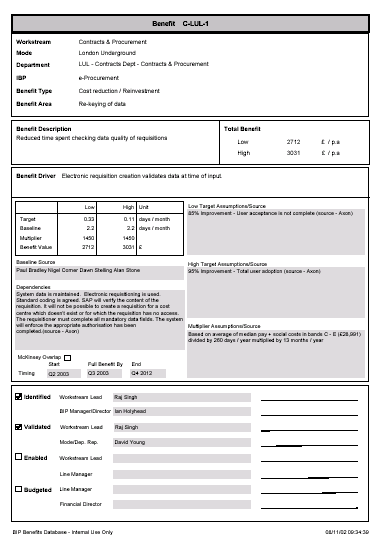 Benefit C-LUL-1
Workstream Contracts & Procurement
Mode London Underground
Department LUL - Contracts Dept - Contracts & Procurement
IBP e-Procurement
Benefit Type Cost reduction / Reinvestment
Benefit Area Re-keying of data
Benefit Description
Reduced time spent checking data quality of requisitions
Total Benefit
Low 2712 £ / p.a
High 3031 £ / p.a
Benefit Driver Electronic requisition creation validates data at time of input.
Low High Unit
Target 0.33 0.11 days / month
Baseline 2.2 2.2 days / month
Multiplier 1450 1450
Benefit Value 2712 3031 £
Low Target Assumptions/Source
85% Improvement - User acceptance is not complete (source - Axon)
Baseline Source
Paul Bradley Nigel Comer Dawn Stelling Alan Stone
High Target Assumptions/Source
95% Improvement - Total user adoption (source - Axon)
Dependencies
System data is maintained. Electronic requisitioning is used.
Standard coding is agreed. SAP will verify the content of the
requisition. It will not be possible to create a requisition for a cost
centre which doesn't exist or for which the requisitioner has no access.
The requisitioner must complete all mandatory data fields. The system
will enforce the appropriate authorisation has been
completed.(source - Axon)
Multiplier Assumptions/Source
Based on average of median pay + social costs in bands C - E (£28,991)
divided by 260 days / year multiplied by 13 months / year
McKinsey Overlap
Start Full Benefit By End
Timing Q2 2003 Q3 2003 Q4 2012
Identified Workstream Lead Raj Singh
BIP Manager/Director Ian Holyhead
Validated Workstream Lead Raj Singh
Mode/Dep. Rep. David Young
Enabled Workstream Lead
Line Manager
Budgeted Line Manager
Financial Director
BIP Benefits Database - Internal Use Only 08/11/02 09:34:39